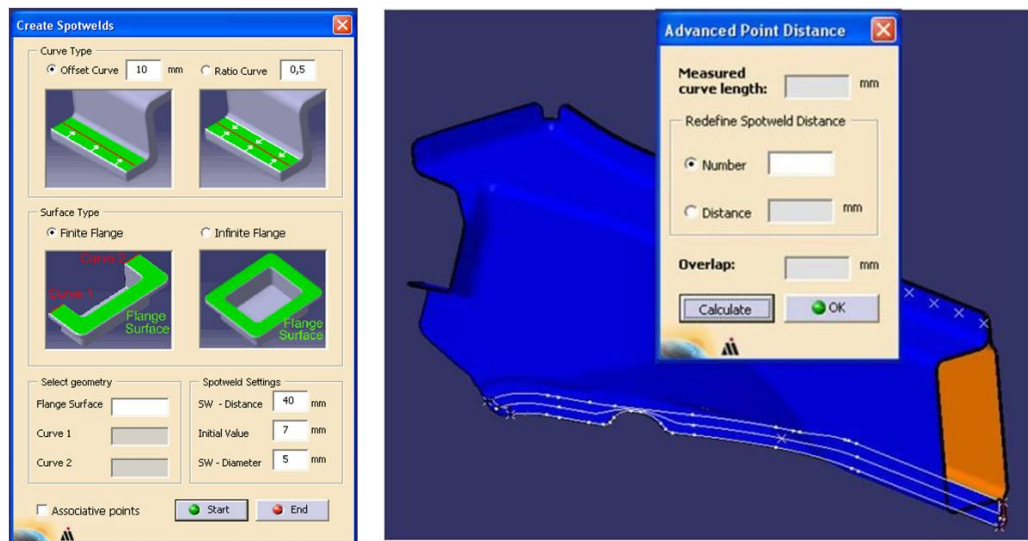 Create Spotwelds
Curve Type
Offset Curve 10 mm Ratio Curve 0,5
Surface Type
Finite Flange Infinite Flange
Curve 2
Curve 1
Flange
Surface
Flange
Surface
Select geometry
Flange Surface
Curve 1
Curve 2
Spotweld Settings
SW - Distance 40 mm
Initial Value 7 mm
SW - Diameter 5 mm
Associative points Start End
Advanced Point Distance
Measured
curve length: mm
Redefine Spotweld Distance
Number
Distance mm
Overlap: mm
Calculate OK